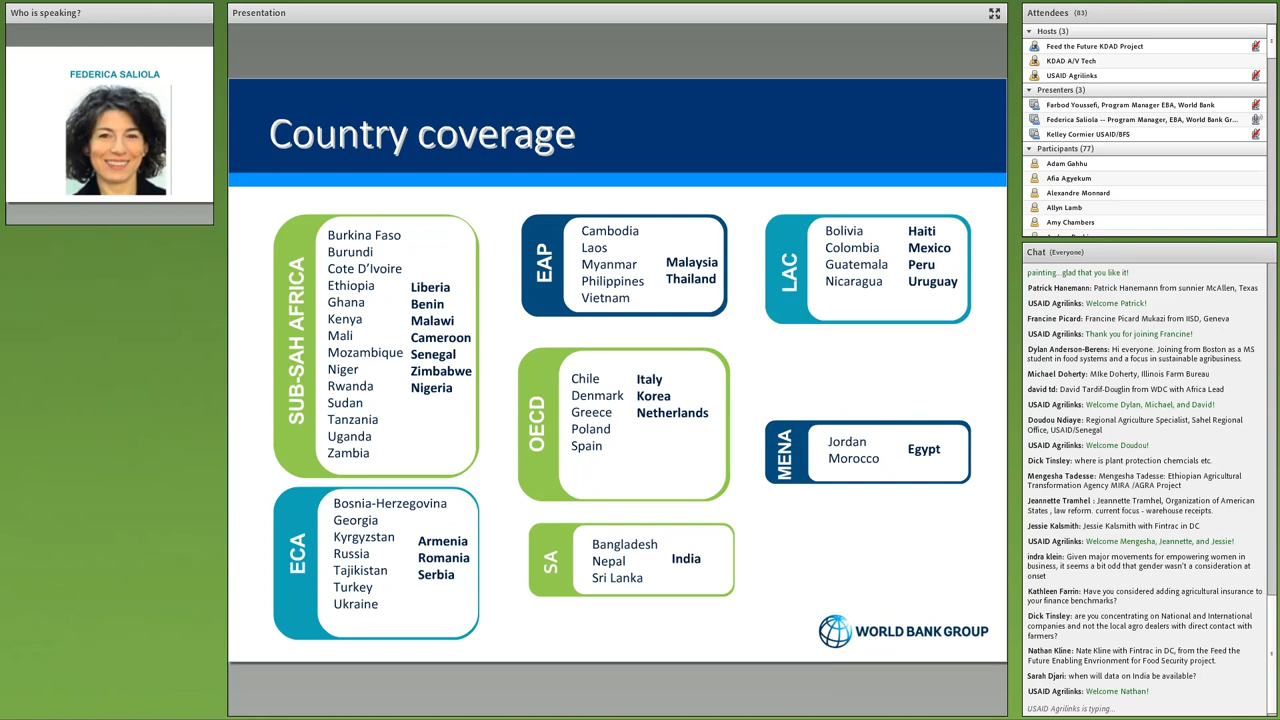 Who is speaking?
FEDERICA SALIOLA
Presentation
Country coverage
SUB-SAH AFRICA
Burkina Faso
Burundi
Cote D'Ivoire
Ethiopia
Ghana
Kenya
Mali
Mozambique
Niger
Rwanda
Sudan
Tanzania
Uganda
Zambia
Liberia
Benin
Malawi
Cameroon
Senegal
Zimbabwe
Nigeria
EAP
Cambodia
Laos
Myanmar
Philippines
Vietnam
Malaysia
Thailand
LAC
Bolivia
Colombia
Guatemala
Nicaragua
Haiti
Mexico
Peru
Uruguay
OECD
Chile
Denmark
Greece
Poland
Spain
Italy
Korea
Netherlands
MENA
Jordan
Morocco
Egypt
ECA
Bosnia-Herzegovina
Georgia
Kyrgyzstan
Russia
Tajikistan
Turkey
Ukraine
Armenia
Romania
Serbia
SA
Bangladesh
Nepal
Sri Lanka
India
WORLD BANK GROUP
Attendees (83)
Hosts (3)
Feed the Future KDAD Project
KDAD A/V Tech
USAID Agrilinks
Presenters (3)
Farbod Youssefi, Program Manager EBA, World Bank
Federica Saliola -- Program Manager, EBA, World Bank Gr...
Kelley Cormier USAID/BFS
Participants (77)
Adam Gahhu
Afia Agyekum
Alexandre Monnard
Allyn Lamb
Amy Chambers
Chat (Everyone)
painting...glad that you like it!
Patrick Hanemann: Patrick Hanemann from sunnier McAllen, Texas
USAID Agrilinks: Welcome Patrick!
Francine Picard: Francine Picard Mukazi from IISD, Geneva
USAID Agrilinks: Thank you for joining Francine!
Dylan Anderson-Berens: Hi everyone. Joining from Boston as a MS
student in food systems and a focus in sustainable agribusiness.
Michael Doherty: MIke Doherty, Illinois Farm Bureau
david td: David Tardif-Douglin from WDC with Africa Lead
USAID Agrilinks: Welcome Dylan, Michael, and David!
Doudou Ndiaye: Regional Agriculture Specialist, Sahel Regional
Office, USAID/Senegal
USAID Agrilinks: Welcome Doudou!
Dick Tinsley: where is plant protection chemcials etc.
Mengesha Tadesse: Mengesha Tadesse: Ethiopian Agricultural
Transformation Agency MIRA /AGRA Project
Jeannette Tramhel : Jeannette Tramhel, Organization of American
States , law reform. current focus - warehouse receipts.
Jessie Kalsmith: Jessie Kalsmith with Fintrac in DC
USAID Agrilinks: Welcome Mengesha, Jeannette, and Jessie!
indra klein: Given major movements for empowering women in
business, it seems a bit odd that gender wasn't a consideration at
onset
Kathleen Farrin: Have you considered adding agricultural insurance to
your finance benchmarks?
Dick Tinsley: are you concentrating on National and International
companies and not the local agro dealers with direct contact with
farmers?
Nathan Kline: Nate Kline with Fintrac in DC, from the Feed the
Future Enabling Envrionment for Food Security project.
Sarah Djari: when will data on India be available?
USAID Agrilinks: Welcome Nathan!
USAID Agrilinks is typing...